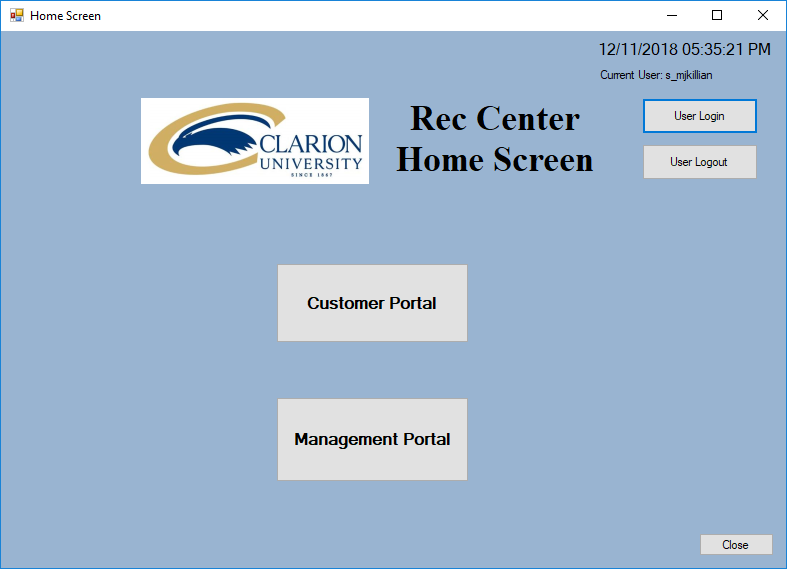 Home Screen
12/11/2018 05:35:21 PM
Current User: s_mjkillian
CLARION
UNIVERSITY
SINCE 1867
Rec Center
Home Screen
User Login
User Logout
Customer Portal
Management Portal
Close